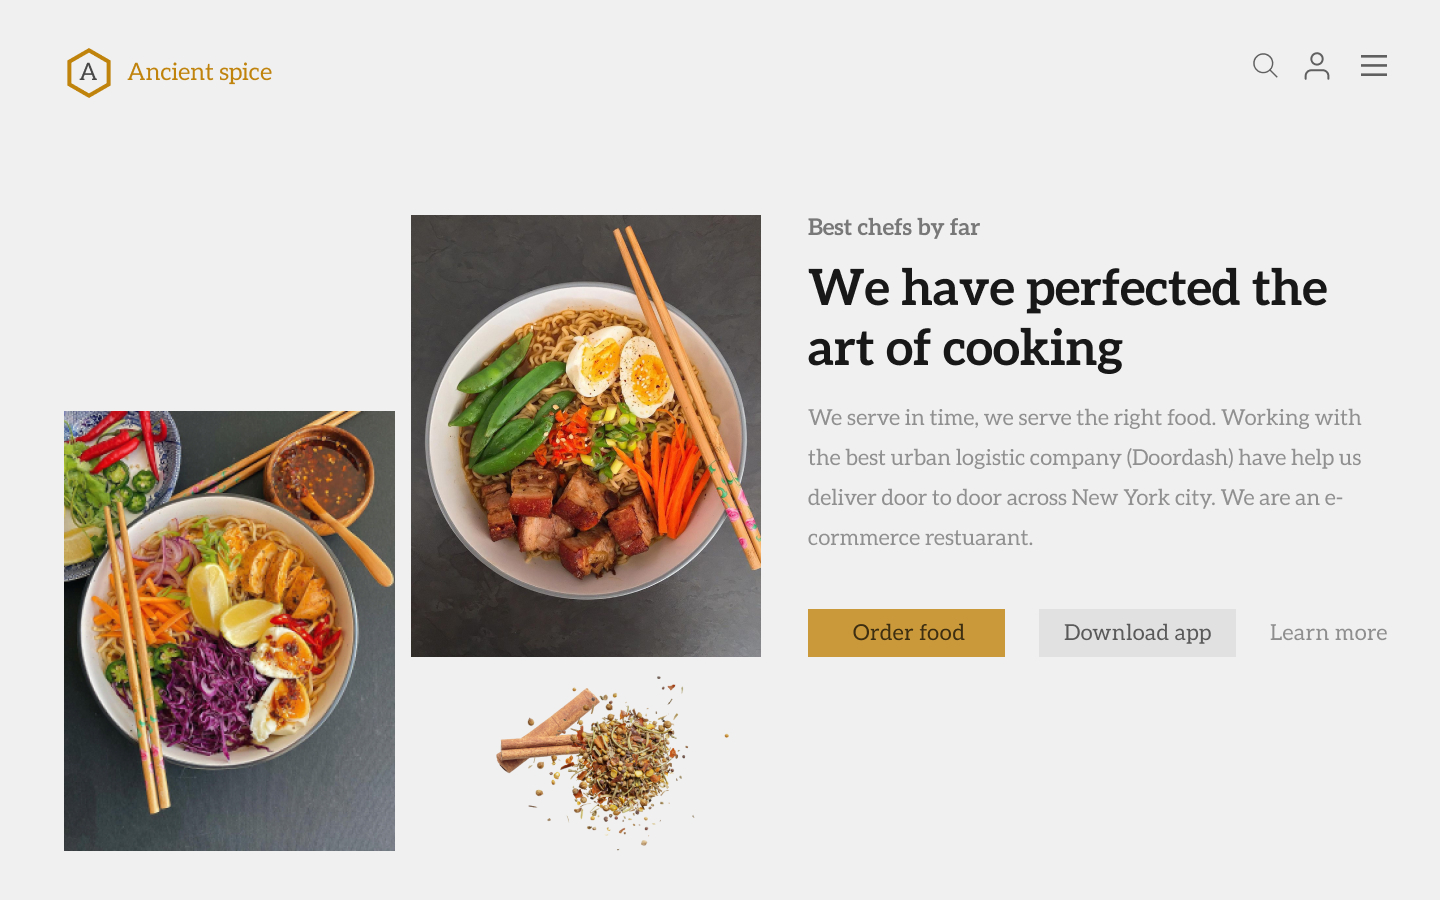 A Ancient spice
Best chefs by far
We have perfected the
art of cooking
We serve in time, we serve the right food. Working with
the best urban logistic company (Doordash) have help us
deliver door to door across New York city. We are an e-
cormmerce restuarant.
Order food Download app Learn more